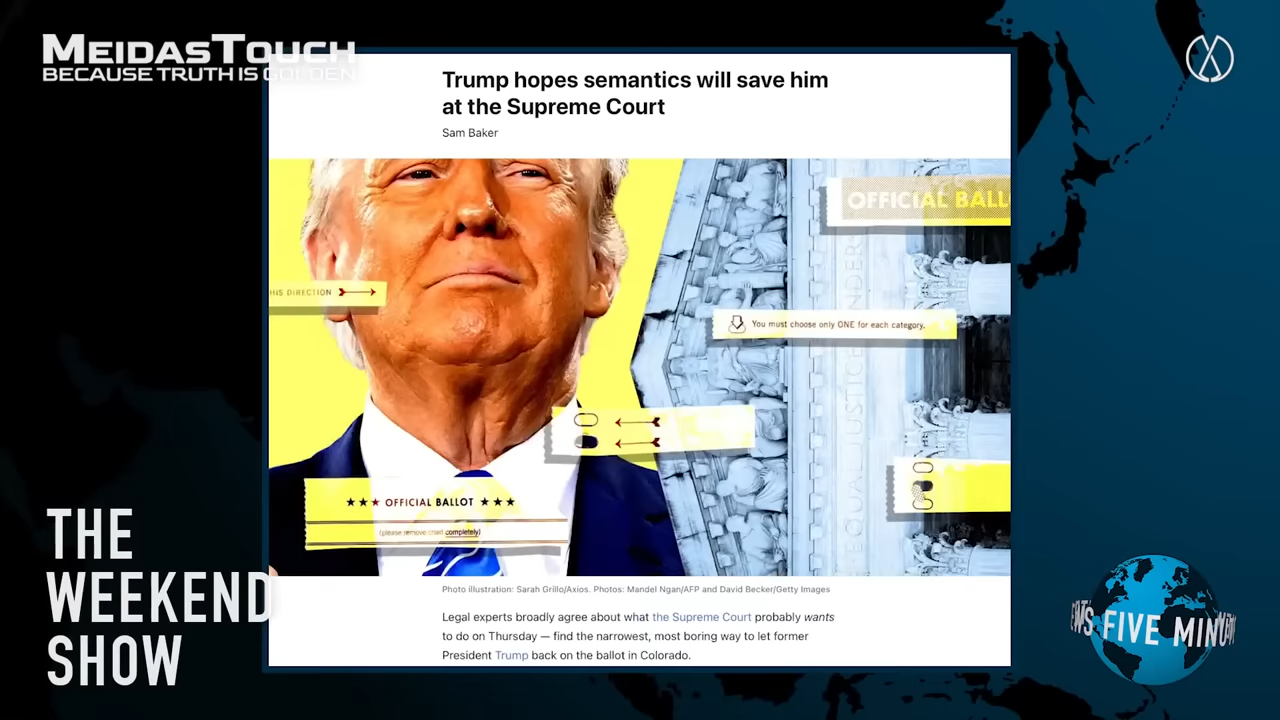 MEIDASTOUCH
BECAUSE TRUTH IS GOLDEN
Trump hopes semantics will save him
at the Supreme Court
Sam Baker
OFFICIAL BALL
HIS DIRECTION
You must choose only ONE for each category.
EQUAL JUSTICE UNDER
★★★ OFFICIAL BALLOT ★★★
completely)
Photo illustration: Sarah Grillo/Axios. Photos: Mandel Ngan/AFP and David Becker/Getty Images
Legal experts broadly agree about what the Supreme Court probably wants
to do on Thursday — find the narrowest, most boring way to let former
President Trump back on the ballot in Colorado.
THE
WEEKEND
SHOW
FIVE